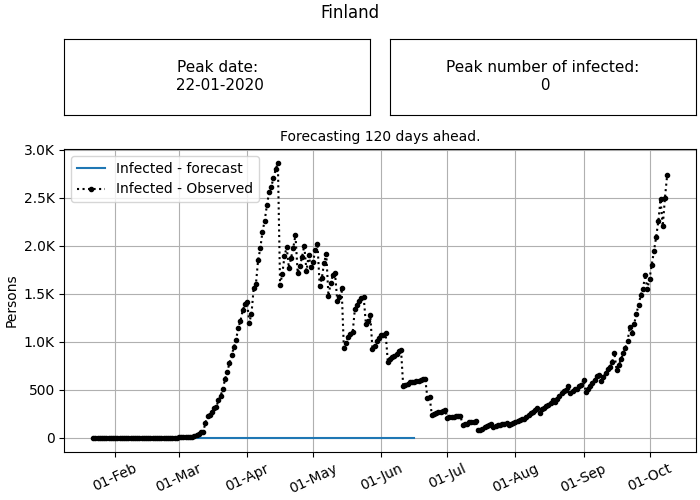 Finland
Peak date:
22-01-2020
Peak number of infected:
0
Forecasting 120 days ahead.
Infected - forecast
Infected - Observed
3.0K
2.5K
2.0K
1.5K
1.0K
500
0
Persons
01-Feb
01-Mar
01-Apr
01-May
01-Jun
01-Jul
01-Aug
01-Sep
01-Oct